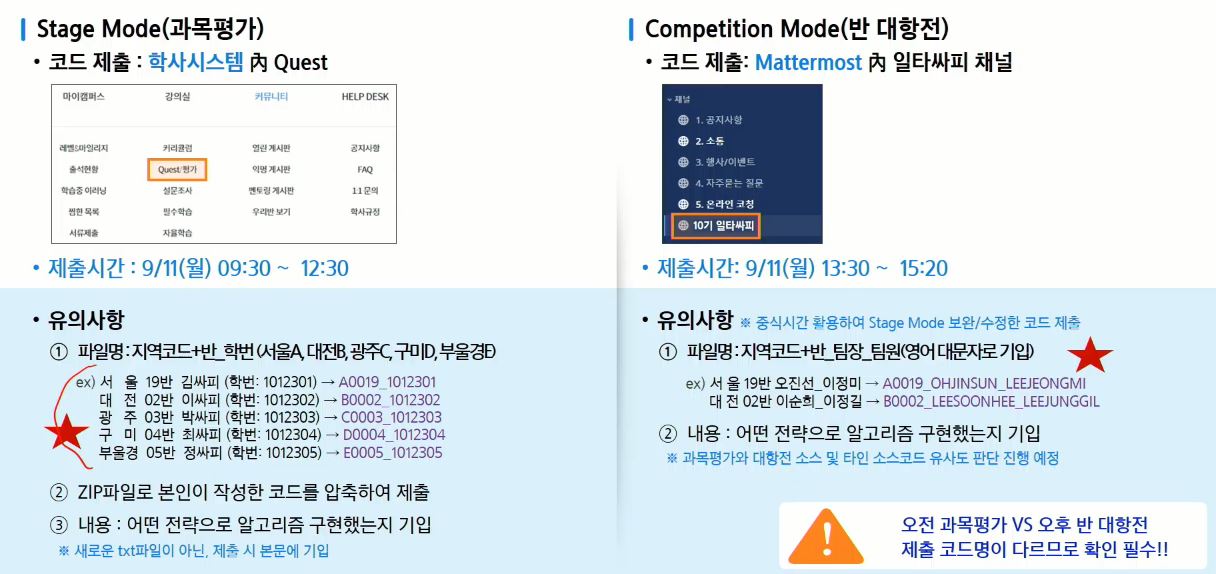 Stage Mode(과목평가)
• 코드 제출 : 학사시스템 內 Quest
마이캠퍼스 강의실 커뮤니티 HELP DESK
레벨&마일리지 커리큘럼 열린 게시판 공지사항
출석현황 Quest/평가 익명 게시판 FAQ
학습중 이러닝 설문조사 멘토링 게시판 1:1 문의
찜한 목록 필수학습 우리반 보기 학사규정
서류제출 자율학습
• 제출시간 : 9/11(월) 09:30 ~ 12:30
• 유의사항
① 파일명 : 지역코드+반_학번 (서울A, 대전B, 광주C, 구미D, 부울경E)
ex) 서 울 19반 김싸피 (학번: 1012301) → A0019_1012301
대 전 02반 이싸피 (학번: 1012302) → B0002_1012302
광 주 03반 박싸피 (학번: 1012303) → C0003_1012303
구 미 04반 최싸피 (학번: 1012304) → D0004_1012304
부울경 05반 정싸피 (학번: 1012305) → E0005_1012305
② ZIP파일로 본인이 작성한 코드를 압축하여 제출
③ 내용 : 어떤 전략으로 알고리즘 구현했는지 기입
※ 새로운 txt파일이 아닌, 제출 시 본문에 기입
Competition Mode(반 대항전)
• 코드 제출: Mattermost 內 일타싸피 채널
채널
1. 공지사항
2. 소통
3. 행사/이벤트
4. 자주묻는 질문
5. 온라인 코칭
10기 일타싸피
• 제출시간: 9/11(월) 13:30 ~ 15:20
• 유의사항 ※ 중식시간 활용하여 Stage Mode 보완/수정한 코드 제출
① 파일명 : 지역코드+반_팀장_팀원(영어 대문자로 기입)
ex) 서 울 19반 오진선_이정미 → A0019_OHJINSUN_LEEJEONGMI
대 전 02반 이순희_이정길 → B0002_LEESOONHEE_LEEJUNGGIL
② 내용 : 어떤 전략으로 알고리즘 구현했는지 기입
※ 과목평가와 대항전 소스 및 타인 소스코드 유사도 판단 진행 예정
오전 과목평가 VS 오후 반 대항전
제출 코드명이 다르므로 확인 필수!!